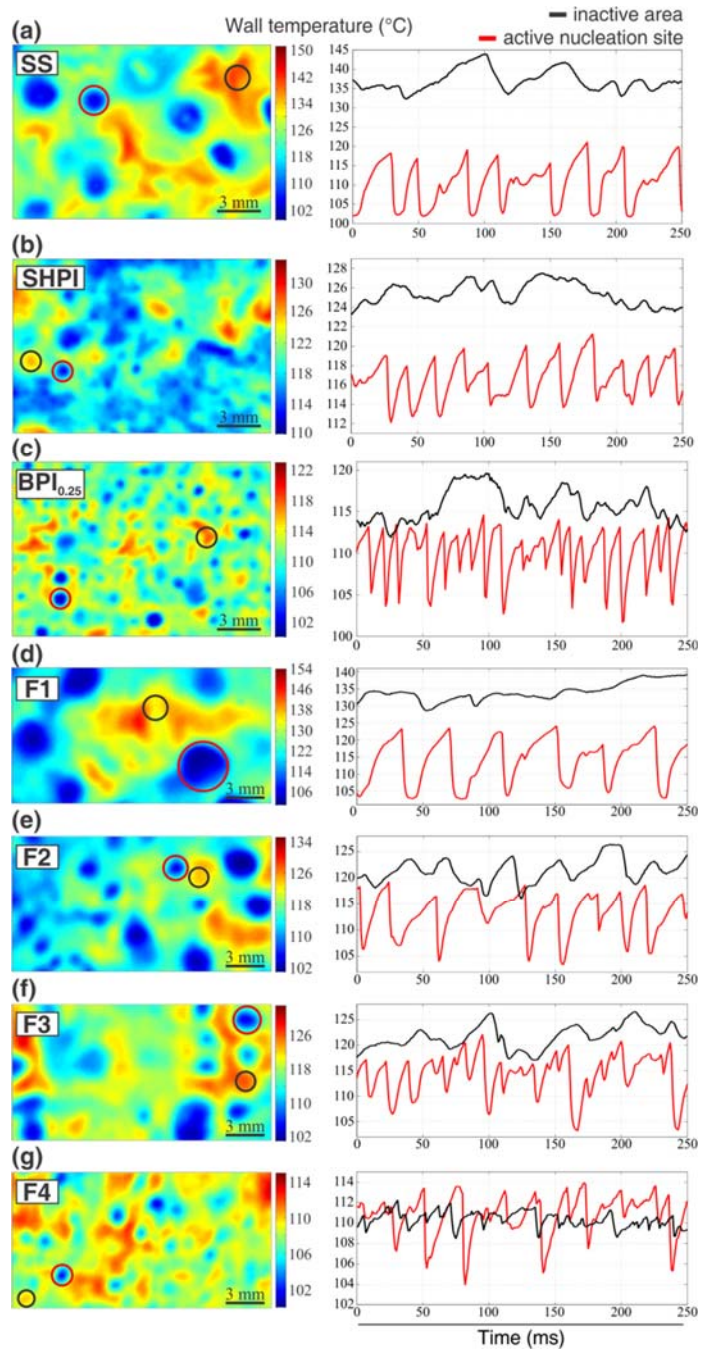 (a) Wall temperature (°C) inactive area
active nucleation site
SS
150
142
134
126
118
110
102
3 mm
145
140
135
130
125
120
115
110
105
100
0 50 100 150 200 250
(b)
SHPI
130
125
120
115
110
3 mm
128
126
124
122
120
118
116
114
112
0 50 100 150 200 250
(c)
BPI0.25
122
118
114
110
106
102
3 mm
120
115
110
105
100
0 50 100 150 200 250
(d)
F1
154
146
138
130
122
114
106
3 mm
140
135
130
125
120
115
110
105
0 50 100 150 200 250
(e)
F2
134
126
118
110
102
3 mm
125
120
115
110
105
0 50 100 150 200 250
(f)
F3
126
118
110
102
3 mm
125
120
115
110
105
0 50 100 150 200 250
(g)
F4
114
110
106
102
3 mm
114
112
110
108
106
104
102
0 50 100 150 200 250
Time (ms)